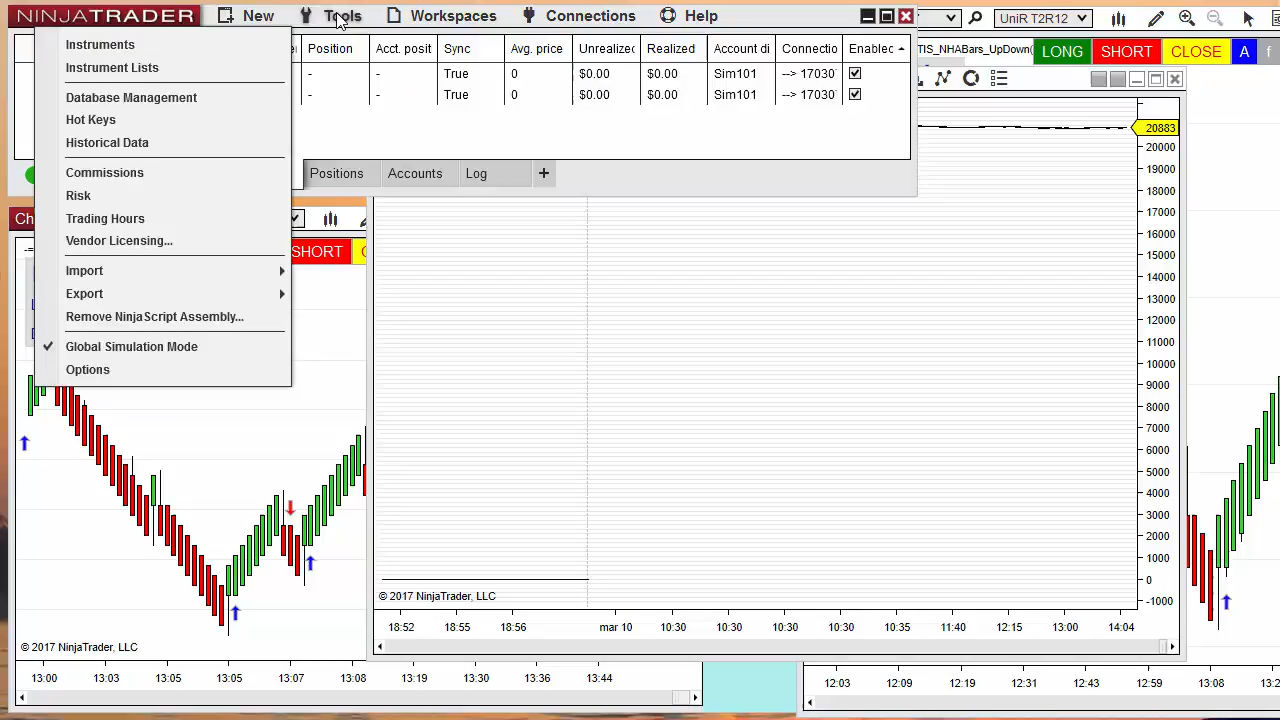 NINJATRADER New Tools Workspaces Connections Help
UniR T2R12
Instruments
Instrument Lists
Database Management
Hot Keys
Historical Data
Commissions
Risk
Trading Hours
Vendor Licensing...
Import
Export
Remove NinjaScript Assembly...
Global Simulation Mode
Options
Position Acct. posit Sync Avg. price Unrealized Realized Account di Connectio Enabled
- - True 0 $0.00 $0.00 Sim101 --> 17030
- - True 0 $0.00 $0.00 Sim101 --> 17030
Positions Accounts Log +
TIS_NHABars_UpDown(
LONG SHORT CLOSE A f
Ch
SHORT
20883
20000
19000
18000
17000
16000
15000
14000
13000
12000
11000
10000
9000
8000
7000
6000
5000
4000
3000
2000
1000
0
-1000
© 2017 NinjaTrader, LLC
18:52 18:55 18:56 mar 10 10:30 10:30 10:30 10:30 10:35 11:40 12:15 13:00 14:04
© 2017 NinjaTrader, LLC
13:00 13:03 13:05 13:05 13:07 13:08 13:19 13:30 13:36 13:44
12:03 12:09 12:19 12:31 12:43 12:59 13:08